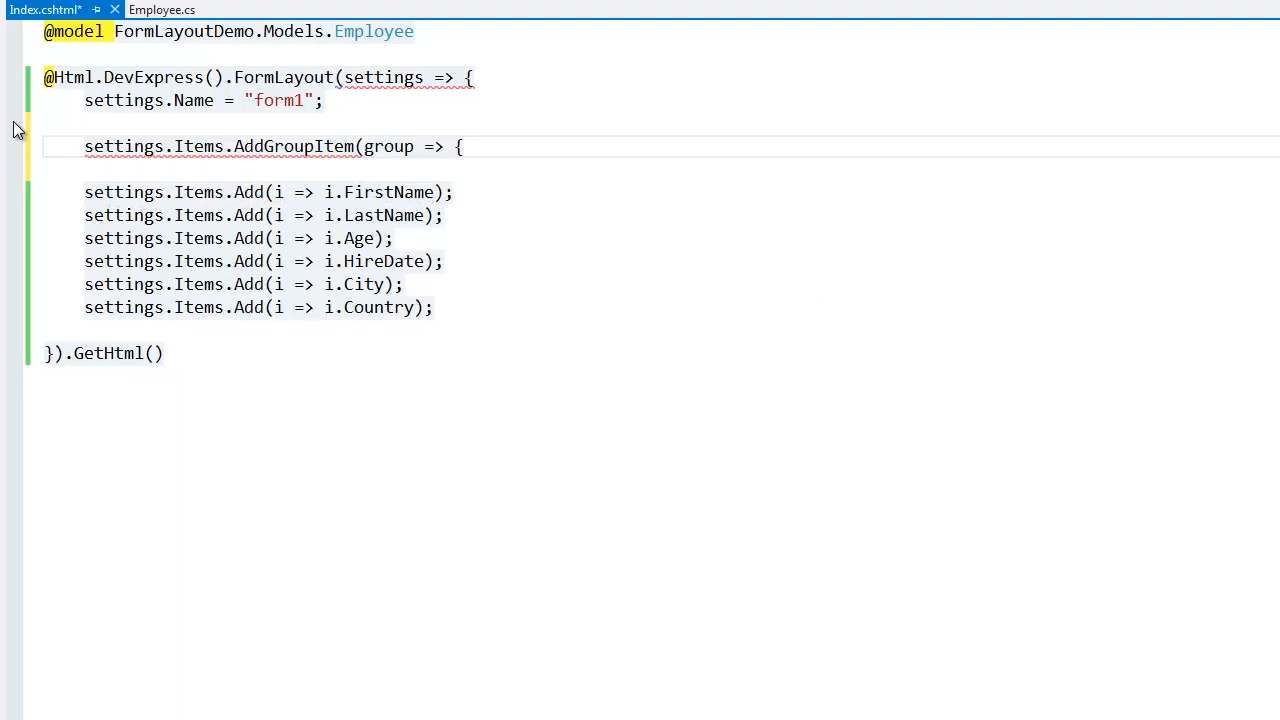 Index.cshtml* Employee.cs
@model FormLayoutDemo.Models.Employee
@Html.DevExpress().FormLayout(settings => {
settings.Name = "form1";
settings.Items.AddGroupItem(group => {
settings.Items.Add(i => i.FirstName);
settings.Items.Add(i => i.LastName);
settings.Items.Add(i => i.Age);
settings.Items.Add(i => i.HireDate);
settings.Items.Add(i => i.City);
settings.Items.Add(i => i.Country);
}).GetHtml()